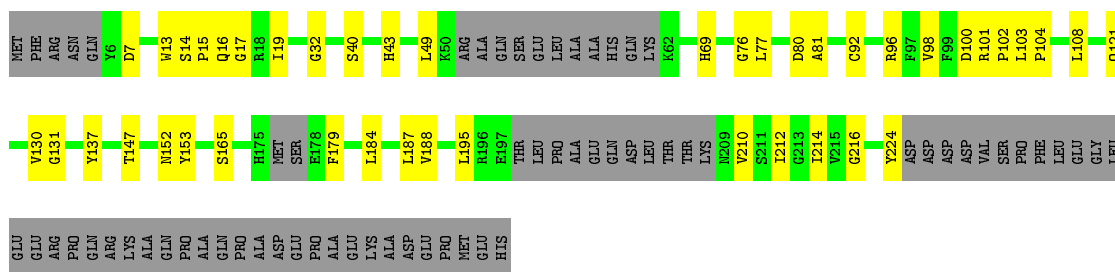 MET PHE ARG ASN GLN Y6 D7 W13 S14 P15 Q16 G17 R18 I19 G32 S40 H43 L49 K50 ARG ALA GLN SER GLU LEU ALA ALA HIS GLN LYS K62 H69 G76 L77 D80 A81 C92 R96 F97 V98 F99 D100 R101 P102 L103 P104 L108
V130 G131 Y137 T147 N152 Y153 S165 H175 MET SER E178 F179 L184 L187 V188 L195 R196 E197 THR LEU PRO ALA GLU GLN ASP LEU THR THR LYS N209 V210 S211 I212 G213 I214 V215 G216 Y224 ASP ASP ASP ASP VAL SER PRO PHE LEU GLU GLY LEU
GLU GLU ARG PRO GLN ARG LYS ALA GLN PRO ALA GLN PRO ALA ASP GLU PRO ALA GLU LYS ALA ASP GLU PRO MET GLU HIS